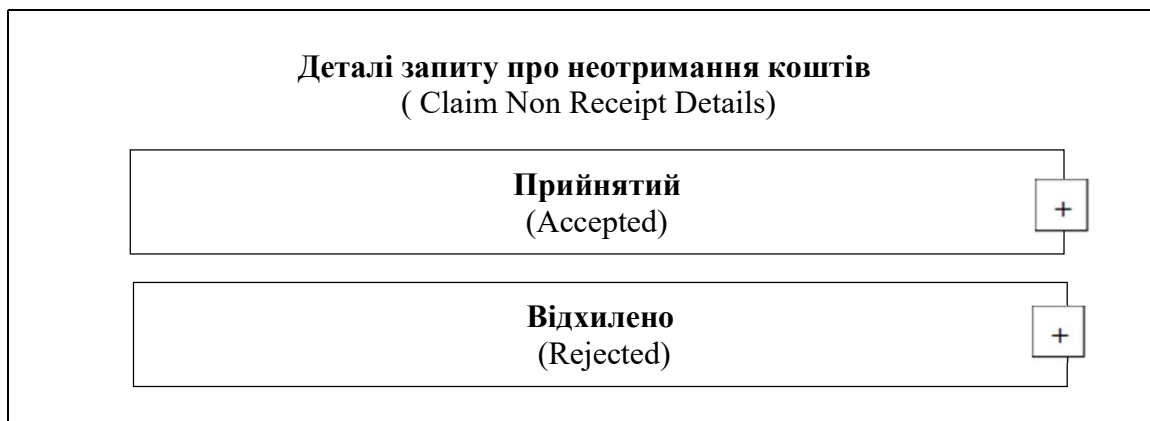 Деталі запиту про неотримання коштів
( Claim Non Receipt Details)
Прийнятий
(Accepted)
+
Відхилено
(Rejected)
+